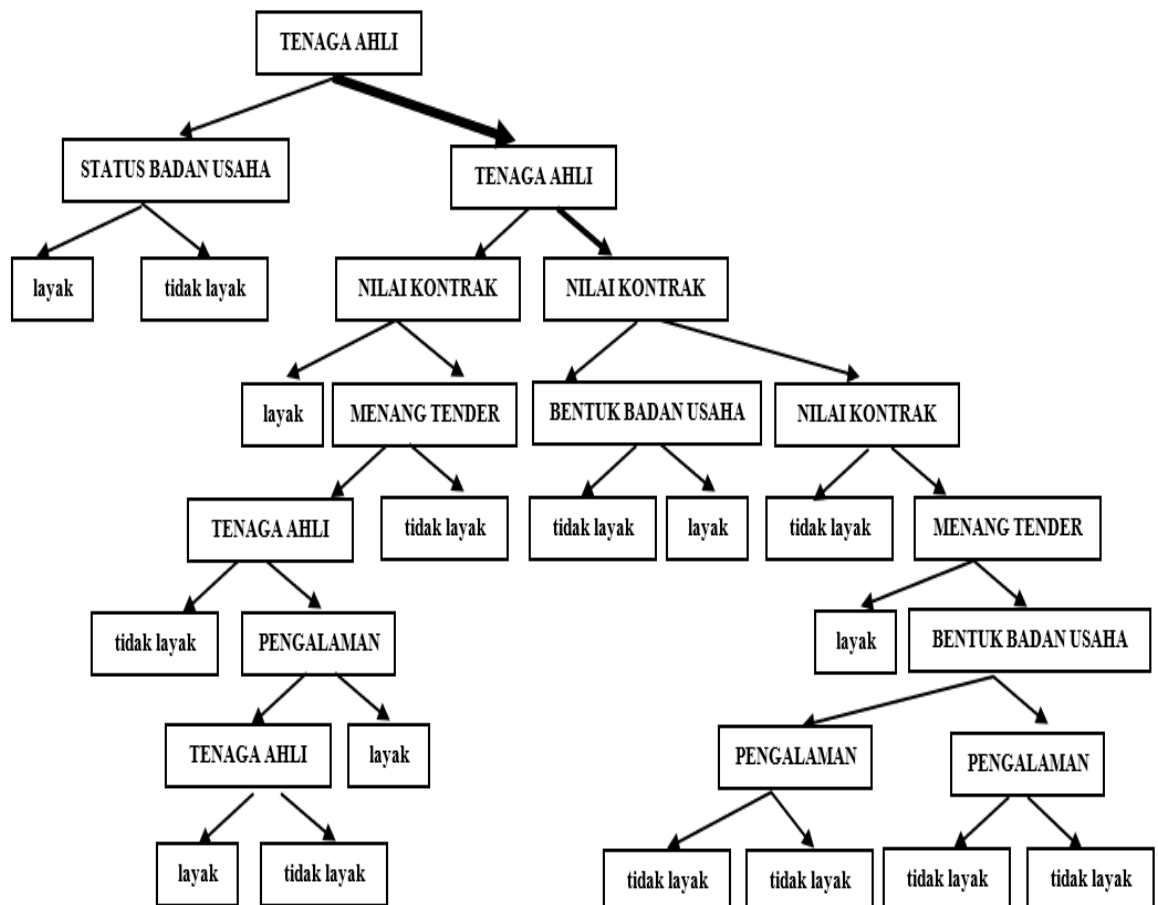 TENAGA AHLI
STATUS BADAN USAHA
TENAGA AHLI
layak
tidak layak
NILAI KONTRAK
NILAI KONTRAK
layak
MENANG TENDER
BENTUK BADAN USAHA
NILAI KONTRAK
TENAGA AHLI
tidak layak
tidak layak
layak
tidak layak
MENANG TENDER
tidak layak
PENGALAMAN
layak
BENTUK BADAN USAHA
TENAGA AHLI
layak
PENGALAMAN
PENGALAMAN
layak
tidak layak
tidak layak
tidak layak
tidak layak
tidak layak